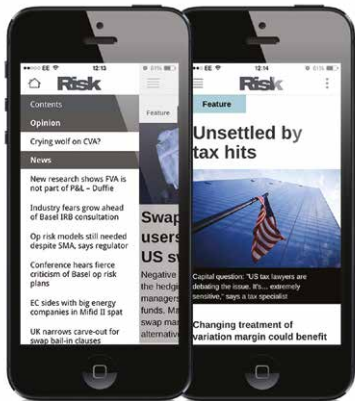 EE 12:13
Risk
Contents
Opinion
Crying wolf on CVA?
News
New research shows FVA is
not part of P&L – Duffie
Industry fears grow ahead
of Basel IRB consultation
Op risk models still needed
despite SMA, says regulator
Conference hears fierce
criticism of Basel op risk
plans
EC sides with big energy
companies in Mifid II spat
UK narrows carve-out for
swap bail-in clauses
Feature
Swap
users
US
Negative
the
managers
funds.
swap
alternativ
EE 12:14
Risk
Feature
Unsettled by
tax hits
Capital question: "US tax lawyers are
debating the issue. It's... extremely
sensitive," says a tax specialist
Changing treatment of
variation margin could benefit